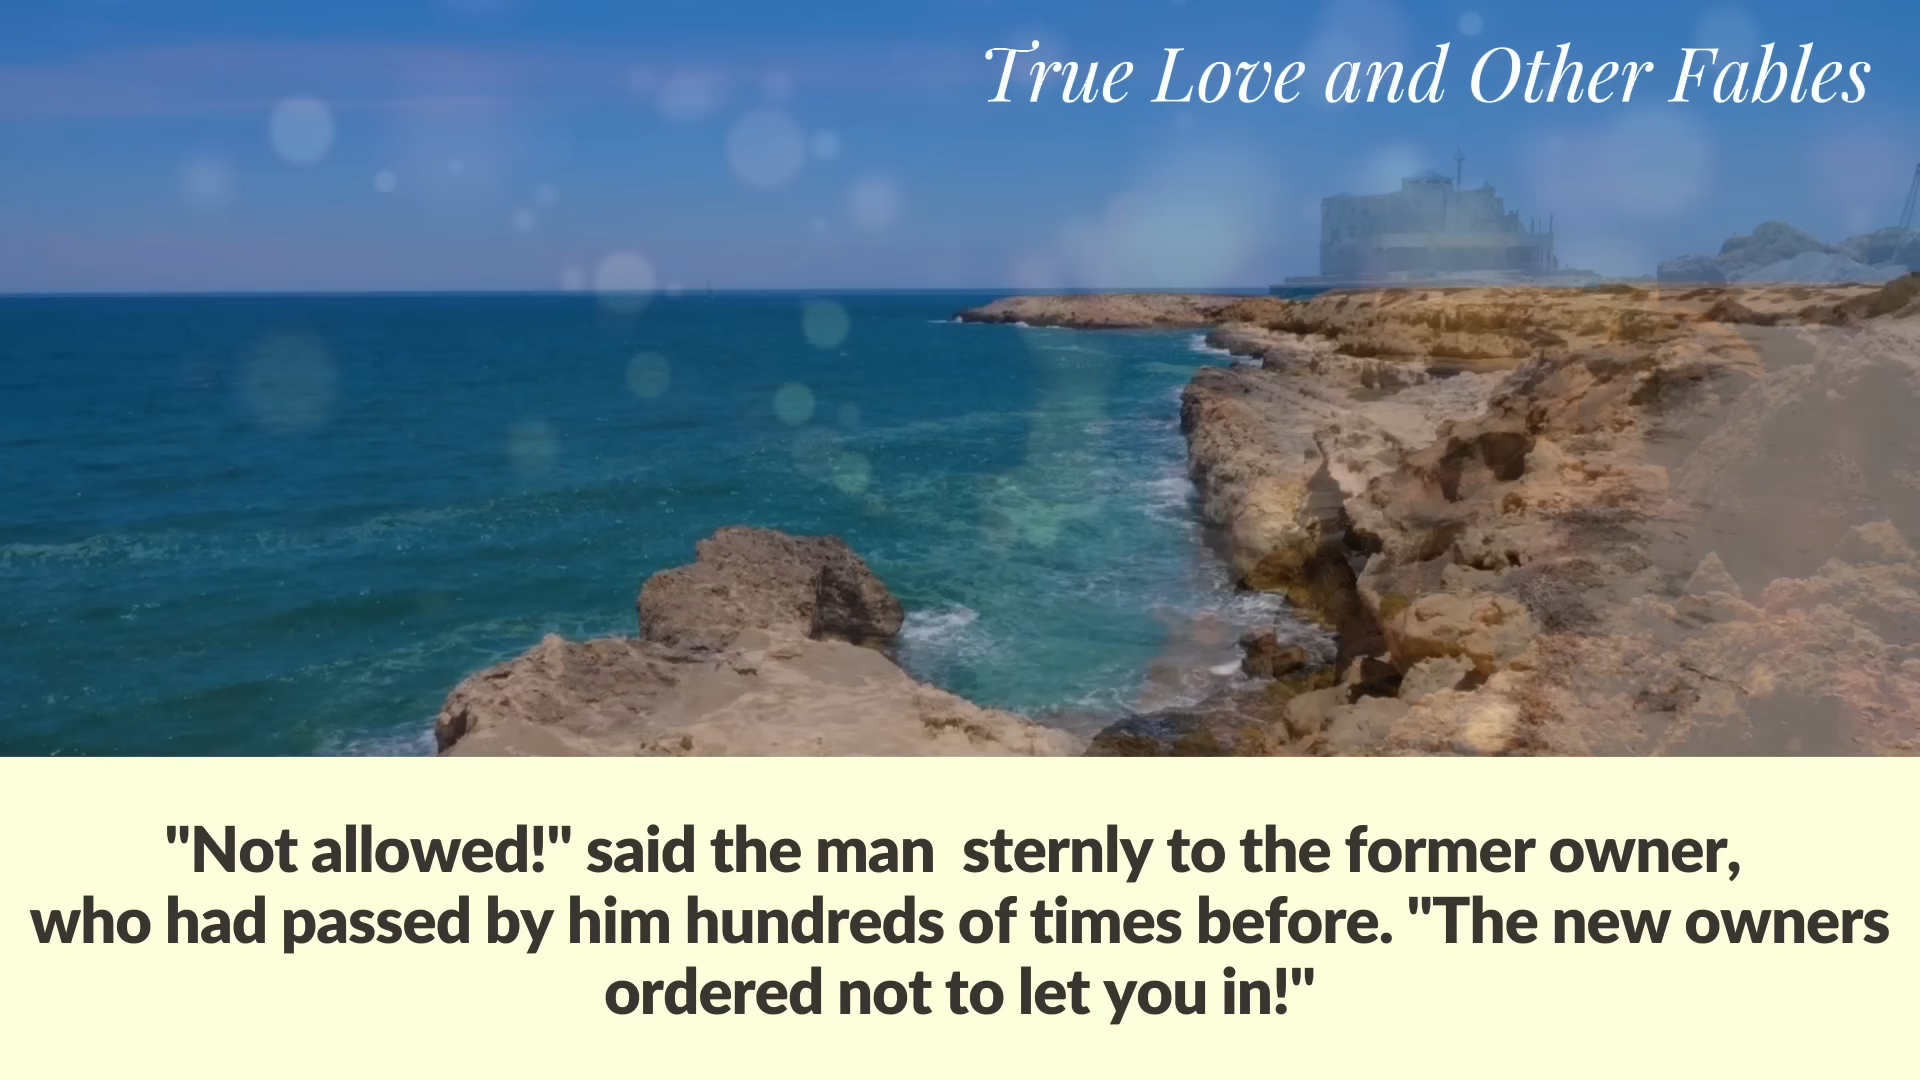 True Love and Other Fables
"Not allowed!" said the man  sternly to the former owner,
who had passed by him hundreds of times before. "The new owners
ordered not to let you in!"